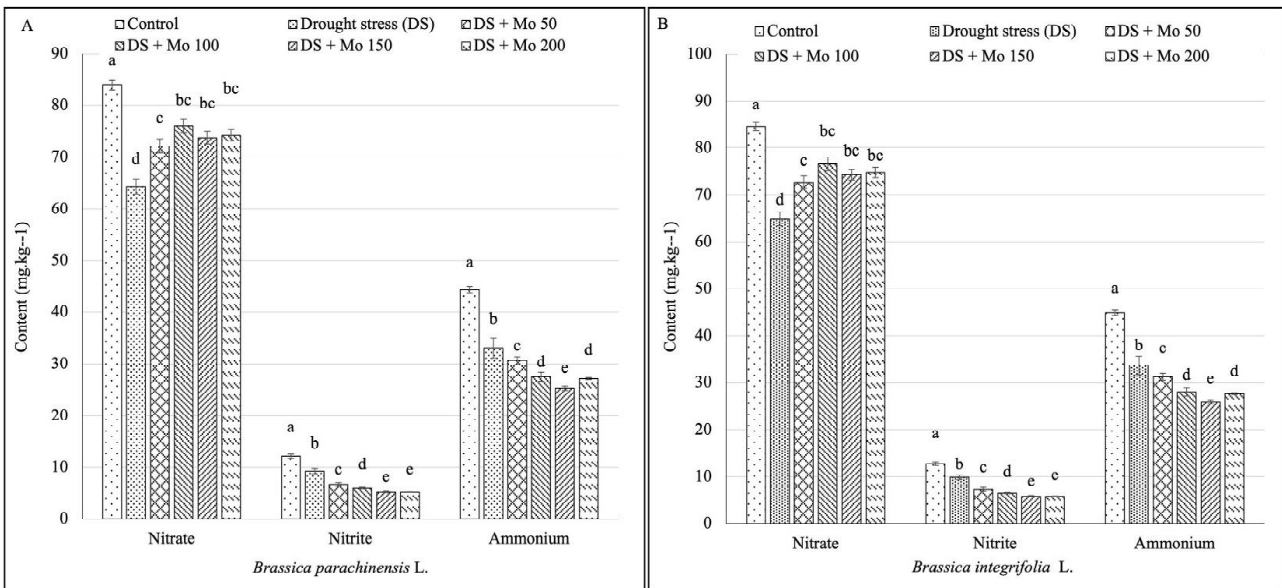 A
Control
Drought stress (DS)
DS + Mo 50
DS + Mo 100
DS + Mo 150
DS + Mo 200
Content (mg.kg--1)
90
80
70
60
50
40
30
20
10
0
a
d
c
bc
bc
bc
a
b
c
d
e
e
a
b
c
d
e
d
Nitrate
Nitrite
Ammonium
Brassica parachinensis L.
B
Control
Drought stress (DS)
DS + Mo 50
DS + Mo 100
DS + Mo 150
DS + Mo 200
Content (mg.kg--1)
100
90
80
70
60
50
40
30
20
10
0
a
d
c
bc
bc
bc
a
b
c
d
e
e
a
b
c
d
e
d
Nitrate
Nitrite
Ammonium
Brassica integrifolia L.